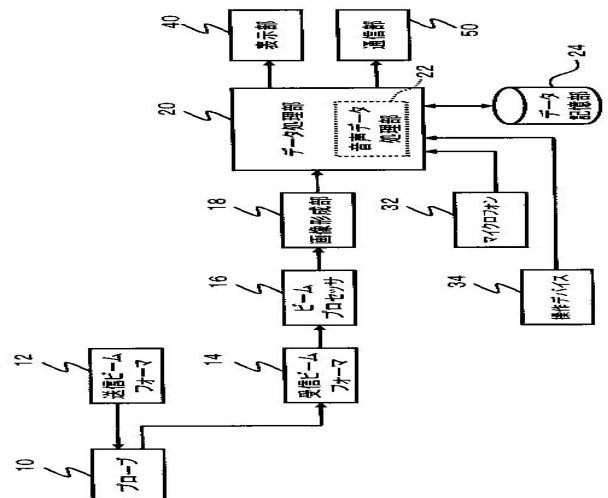 10
プローブ
12
送信ビーム
フォーマ
14
受信ビーム
フォーマ
16
ビーム
プロセッサ
18
画像形成部
20
データ処理部
22
音声データ
処理部
24
データ
記憶部
32
マイクロフォン
34
操作デバイス
40
表示部
50
通信部